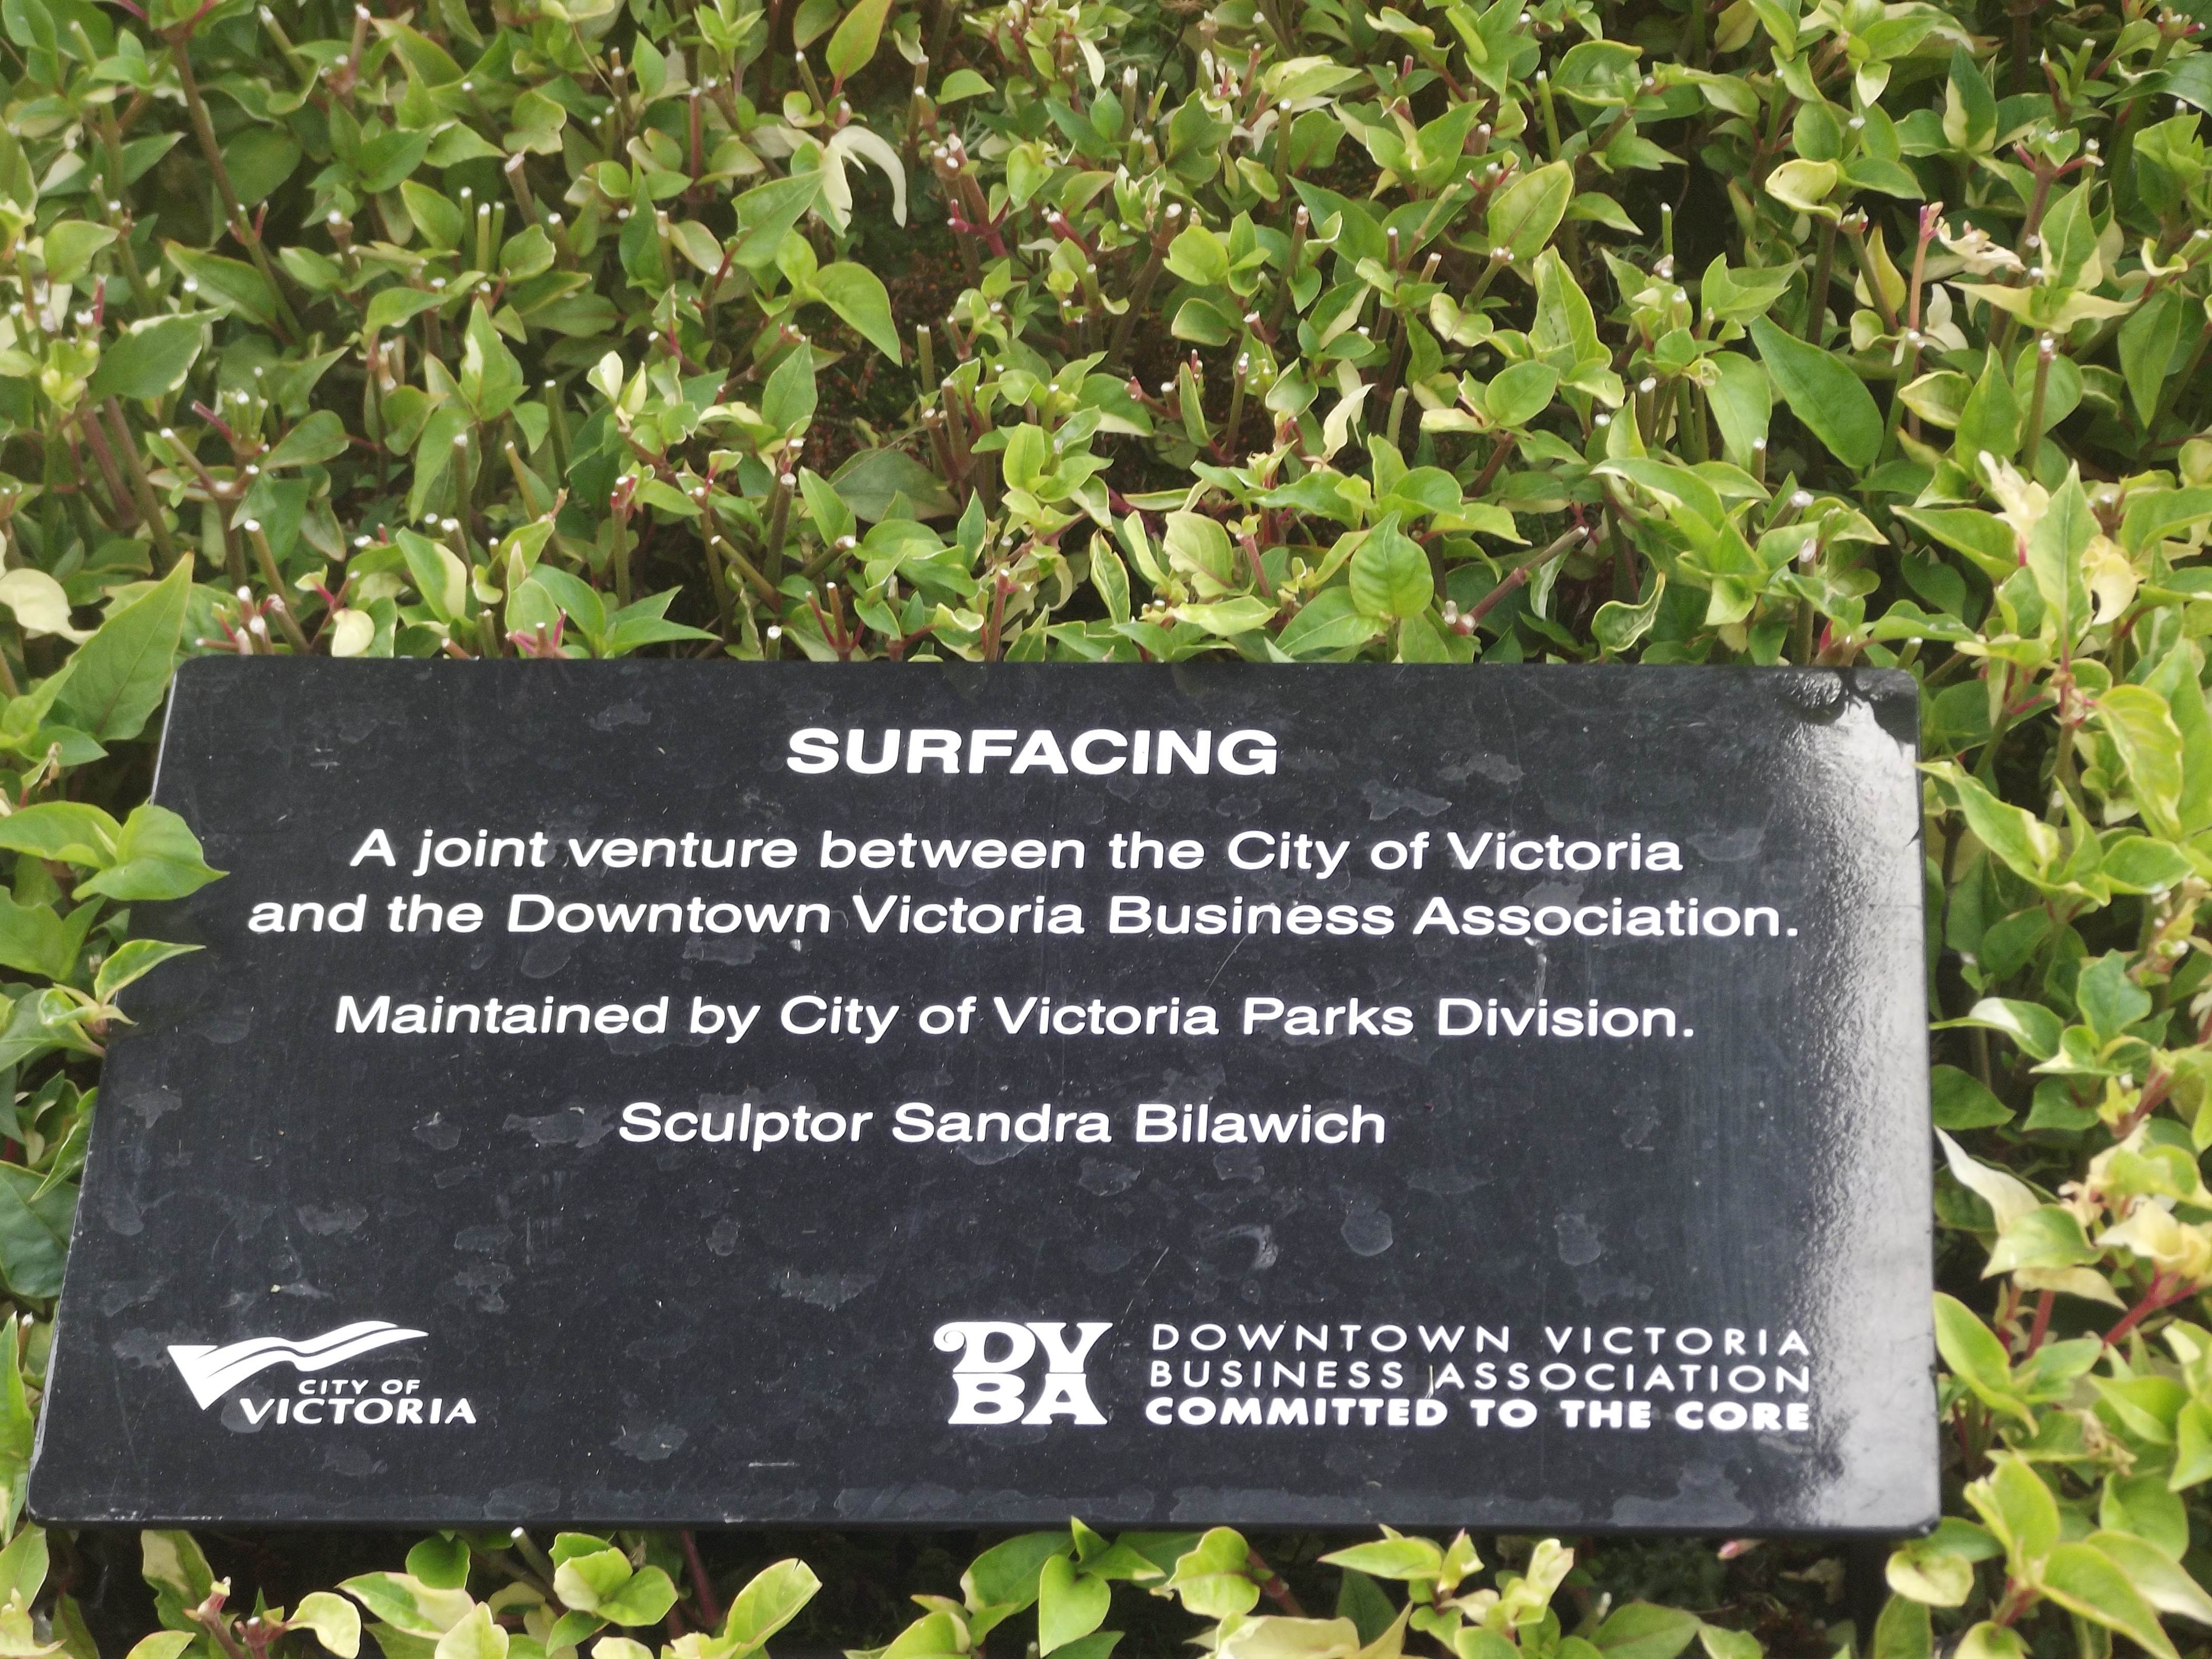 SURFACING
A joint venture between the City of Victoria
and the Downtown Victoria Business Association.
Maintained by City of Victoria Parks Division.
Sculptor Sandra Bilawich
CITY OF
VICTORIA
DV
BA
DOWNTOWN VICTORIA
BUSINESS ASSOCIATION
COMMITTED TO THE CORE